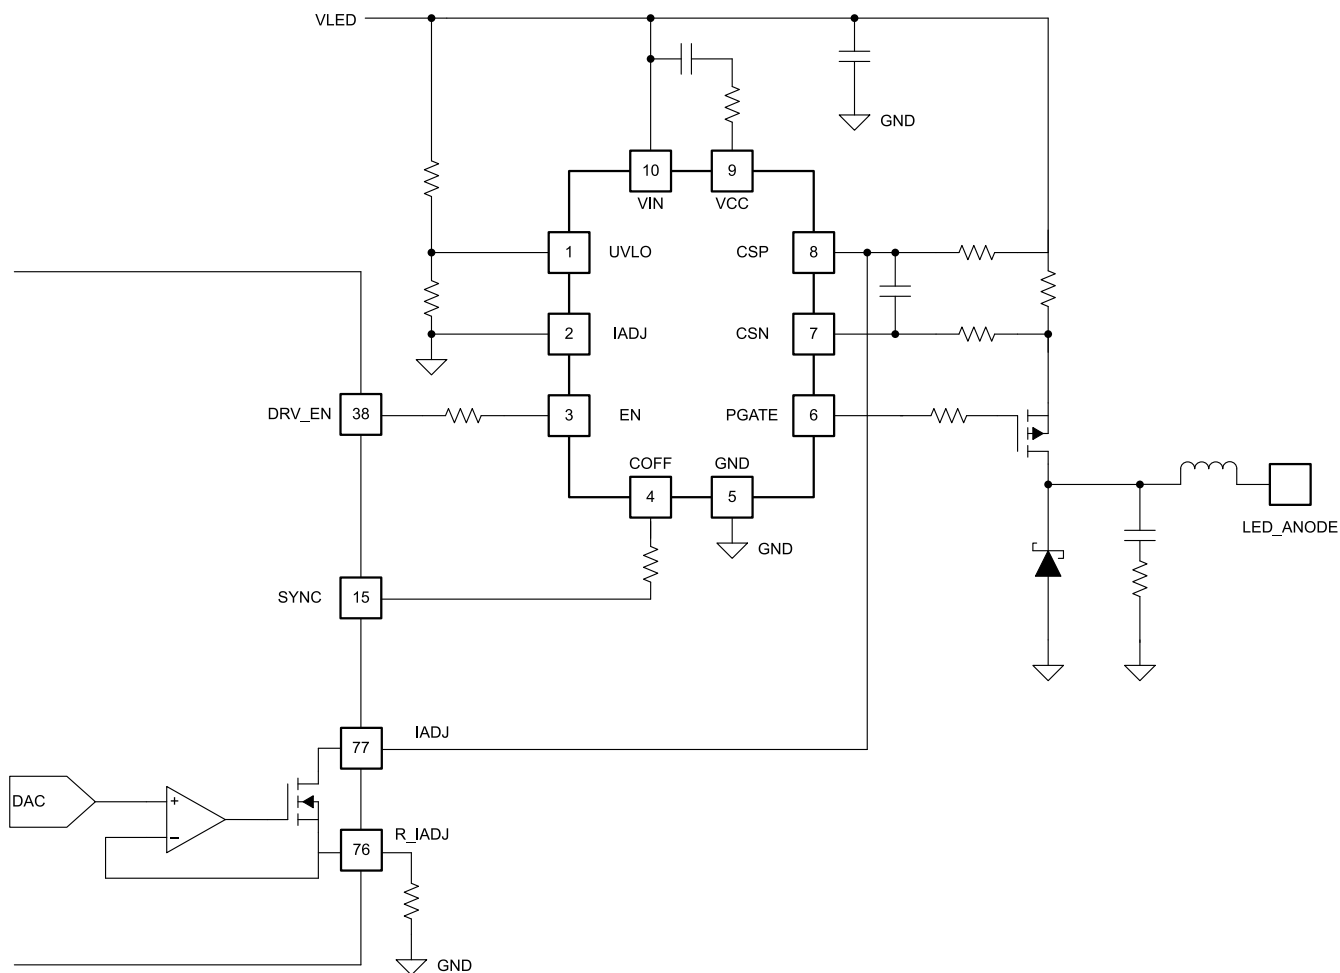 VLED
GND
10
9
VIN
VCC
1
UVLO
CSP
8
2
IADJ
CSN
7
DRV_EN
38
3
EN
PGATE
6
COFF
GND
4
5
GND
LED_ANODE
SYNC
15
IADJ
77
DAC
+
−
R_IADJ
76
GND